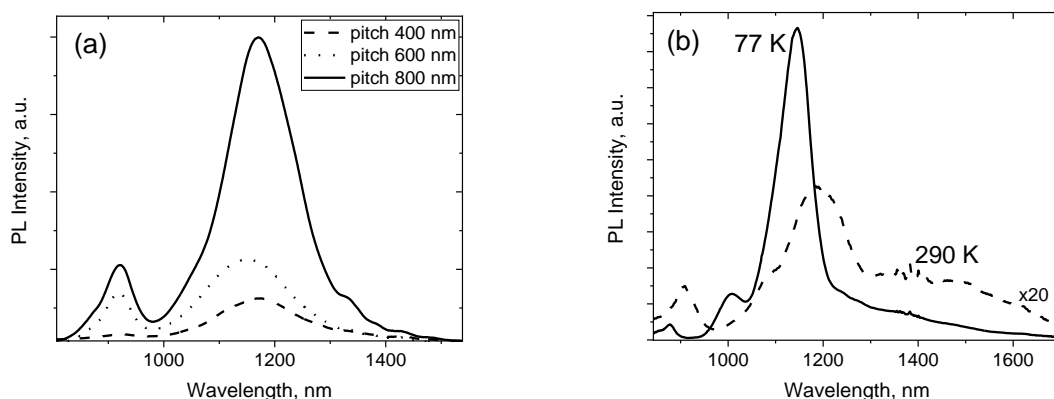 (a)
pitch 400 nm
pitch 600 nm
pitch 800 nm
PL Intensity, a.u.
1000 1200 1400
Wavelength, nm
(b)
77 K
290 K
x20
PL Intensity, a.u.
1000 1200 1400 1600
Wavelength, nm